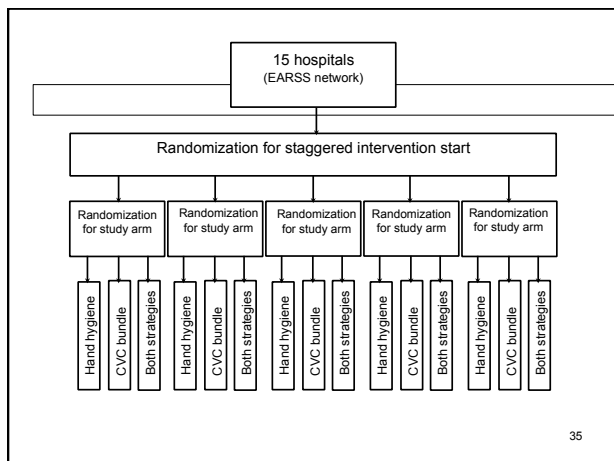 15 hospitals
(EARSS network)
Randomization for staggered intervention start
Randomization
for study arm
Randomization
for study arm
Randomization
for study arm
Randomization
for study arm
Randomization
for study arm
Hand hygiene
CVC bundle
Both strategies
Hand hygiene
CVC bundle
Both strategies
Hand hygiene
CVC bundle
Both strategies
Hand hygiene
CVC bundle
Both strategies
Hand hygiene
CVC bundle
Both strategies
35